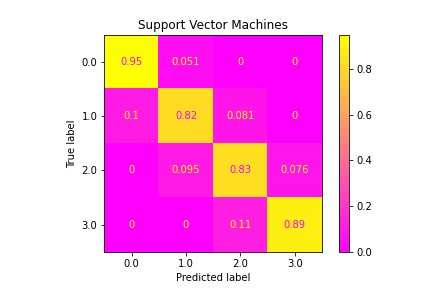 Support Vector Machines
0.0 0.95 0.051 0 0
1.0 0.1 0.82 0.081 0
2.0 0 0.095 0.83 0.076
3.0 0 0 0.11 0.89
0.0 1.0 2.0 3.0
True label
Predicted label
0.8
0.6
0.4
0.2
0.0